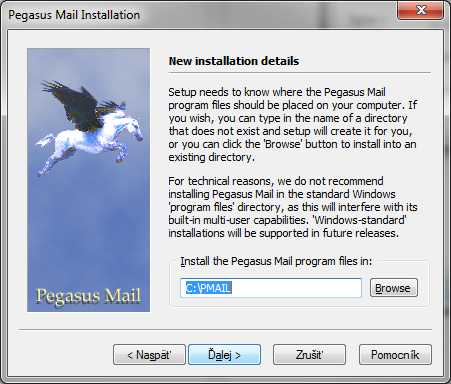 Pegasus Mail Installation
New installation details
Setup needs to know where the Pegasus Mail
program files should be placed on your computer. If
you wish, you can type in the name of a directory
that does not exist and setup will create it for you,
or you can click the 'Browse' button to install into an
existing directory.
For technical reasons, we do not recommend
installing Pegasus Mail in the standard Windows
'program files' directory, as this will interfere with its
built-in multi-user capabilities. 'Windows-standard'
installations will be supported in future releases.
Install the Pegasus Mail program files in:
C:\PMAIL
Browse
Pegasus Mail
< Naspäť
Ďalej >
Zrušiť
Pomocník